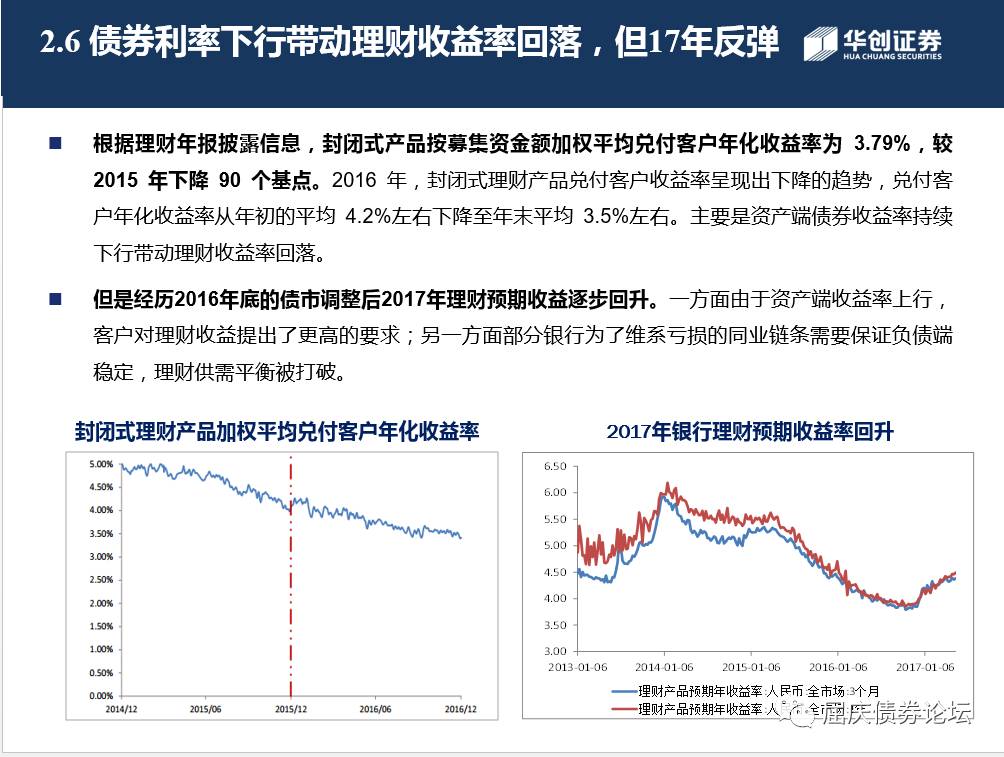 2.6 债券利率下行带动理财收益率回落，但17年反弹
华创证券
HUA CHUANG SECURITIES
根据理财年报披露信息，封闭式产品按募集资金额加权平均兑付客户年化收益率为 3.79%，较
2015 年下降 90 个基点。2016 年，封闭式理财产品兑付客户收益率呈现出下降的趋势，兑付客
户年化收益率从年初的平均 4.2%左右下降至年末平均 3.5%左右。主要是资产端债券收益率持续
下行带动理财收益率回落。
但是经历2016年底的债市调整后2017年理财预期收益逐步回升。一方面由于资产端收益率上行，
客户对理财收益提出了更高的要求；另一方面部分银行为了维系亏损的同业链条需要保证负债端
稳定，理财供需平衡被打破。
封闭式理财产品加权平均兑付客户年化收益率
5.00%
4.50%
4.00%
3.50%
3.00%
2.50%
2.00%
1.50%
1.00%
0.50%
0.00%
2014/12 2015/06 2015/12 2016/06 2016/12
2017年银行理财预期收益率回升
6.50
6.00
5.50
5.00
4.50
4.00
3.50
3.00
2013-01-06 2014-01-06 2015-01-06 2016-01-06 2017-01-06
理财产品预期年收益率:人民币:全市场:3个月
理财产品预期年收益率:人 全市场
屈庆债券论坛